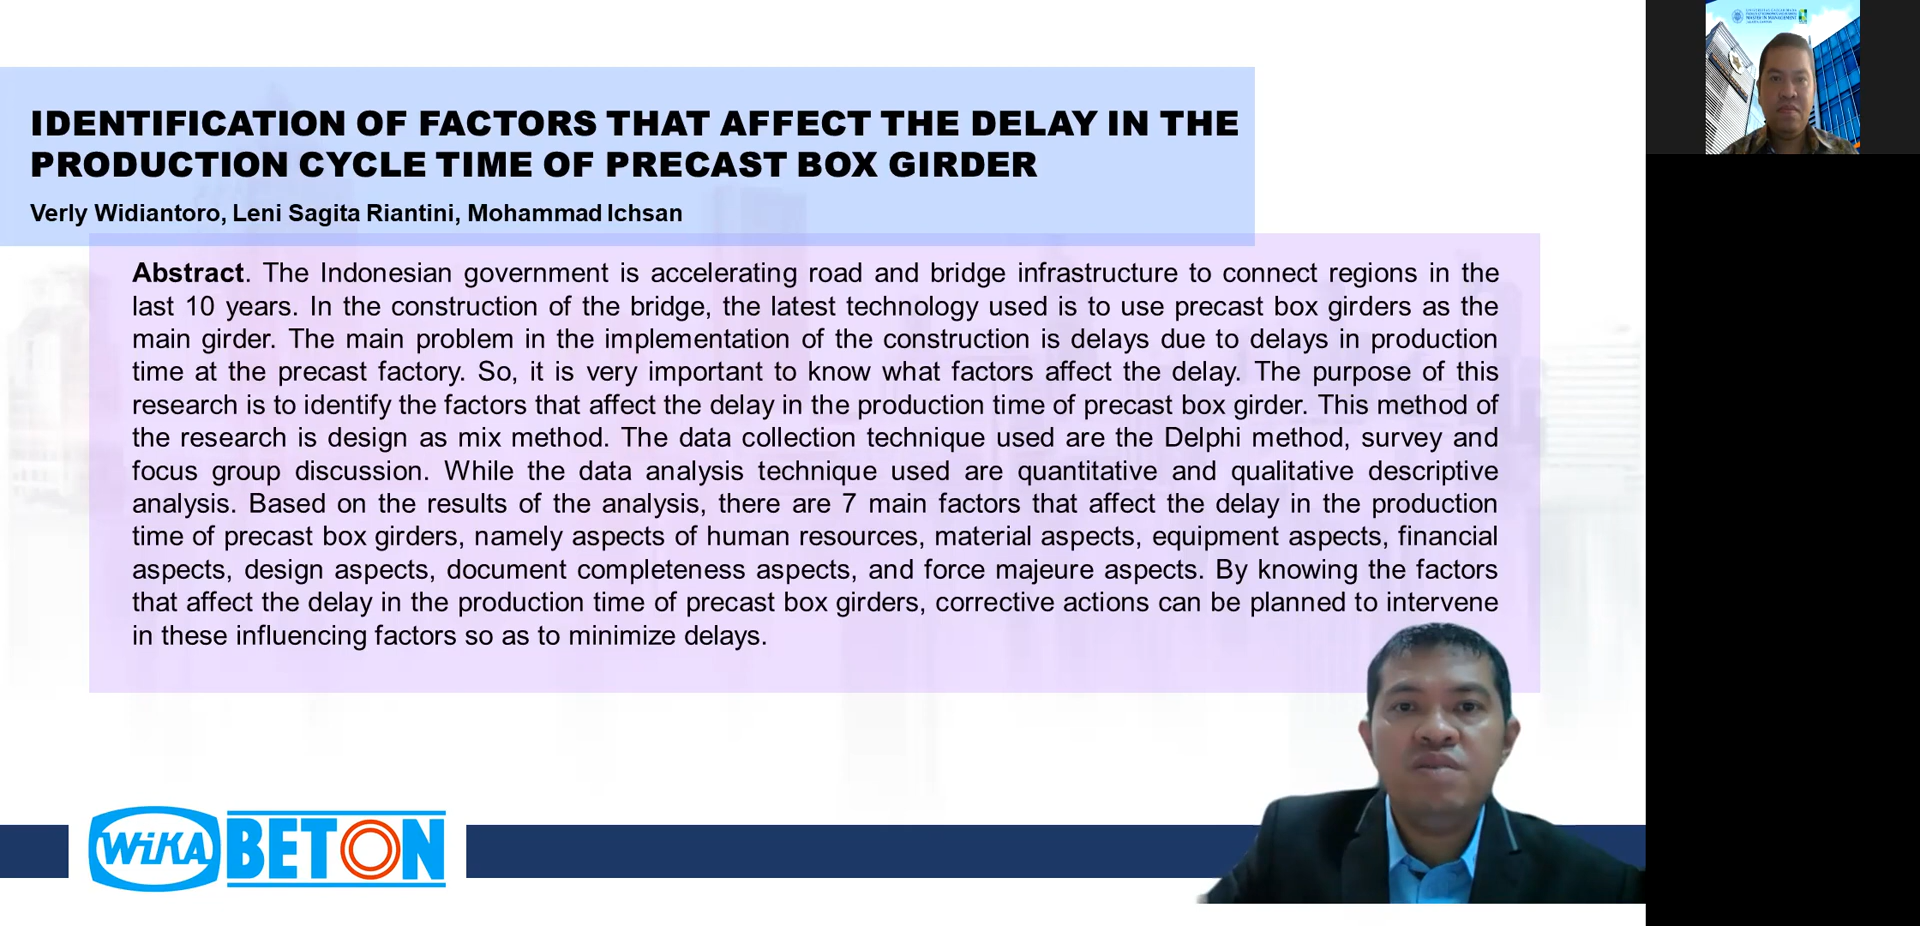 IDENTIFICATION OF FACTORS THAT AFFECT THE DELAY IN THE
PRODUCTION CYCLE TIME OF PRECAST BOX GIRDER
Verly Widiantoro, Leni Sagita Riantini, Mohammad Ichsan
Abstract. The Indonesian government is accelerating road and bridge infrastructure to connect regions in the
last 10 years. In the construction of the bridge, the latest technology used is to use precast box girders as the
main girder. The main problem in the implementation of the construction is delays due to delays in production
time at the precast factory. So, it is very important to know what factors affect the delay. The purpose of this
research is to identify the factors that affect the delay in the production time of precast box girder. This method of
the research is design as mix method. The data collection technique used are the Delphi method, survey and
focus group discussion. While the data analysis technique used are quantitative and qualitative descriptive
analysis. Based on the results of the analysis, there are 7 main factors that affect the delay in the production
time of precast box girders, namely aspects of human resources, material aspects, equipment aspects, financial
aspects, design aspects, document completeness aspects, and force majeure aspects. By knowing the factors
that affect the delay in the production time of precast box girders, corrective actions can be planned to intervene
in these influencing factors so as to minimize delays.
WiKA BETON
MASTER IN MANAGEMENT